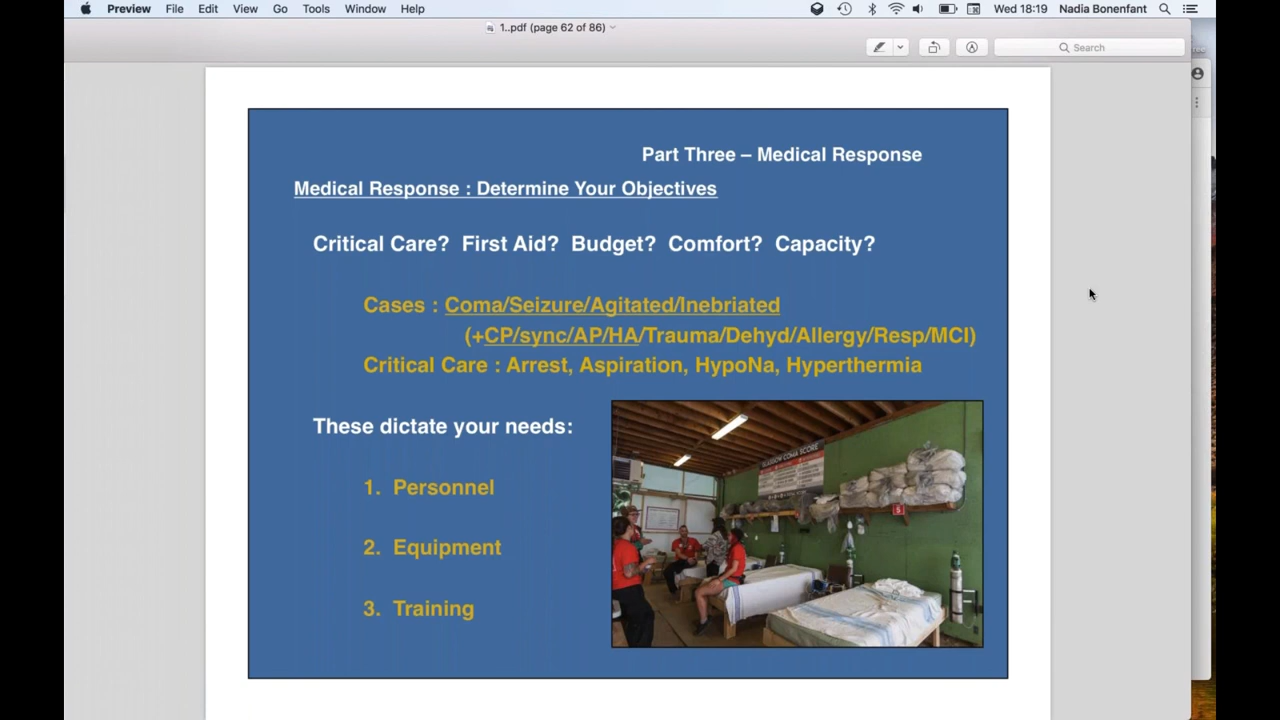 Preview File Edit View Go Tools Window Help Wed 18:19 Nadia Bonenfant
1..pdf (page 62 of 86)
Search
Part Three – Medical Response
Medical Response : Determine Your Objectives
Critical Care? First Aid? Budget? Comfort? Capacity?
Cases : Coma/Seizure/Agitated/Inebriated
(+CP/sync/AP/HA/Trauma/Dehyd/Allergy/Resp/MCI)
Critical Care : Arrest, Aspiration, HypoNa, Hyperthermia
These dictate your needs:
1. Personnel
2. Equipment
3. Training
GLASGOW COMA SCORE
5